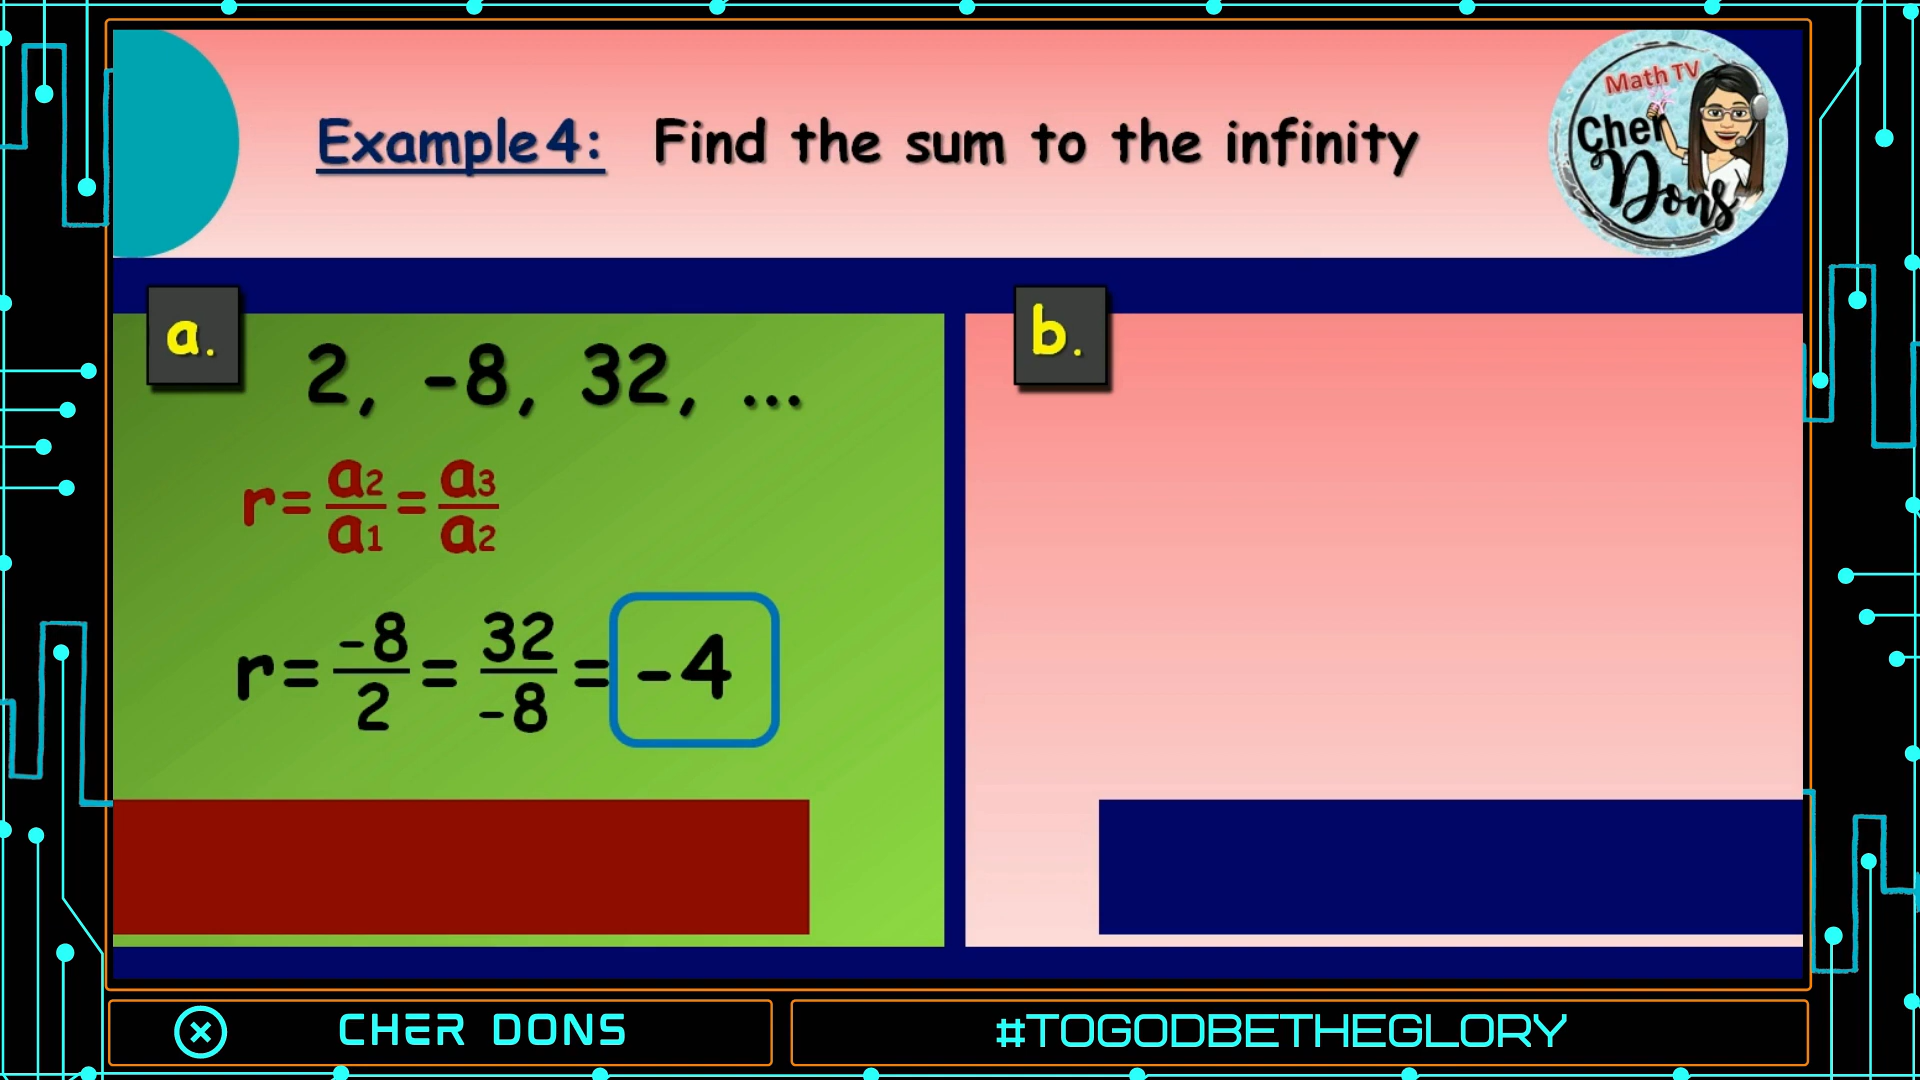 Example 4: Find the sum to the infinity
Math TV
Cher
Dons
a.
2, -8, 32, ...
r = a2/a1 = a3/a2
r = -8/2 = 32/-8 = -4
b.
CHER DONS
#TOGODBETHEGLORY